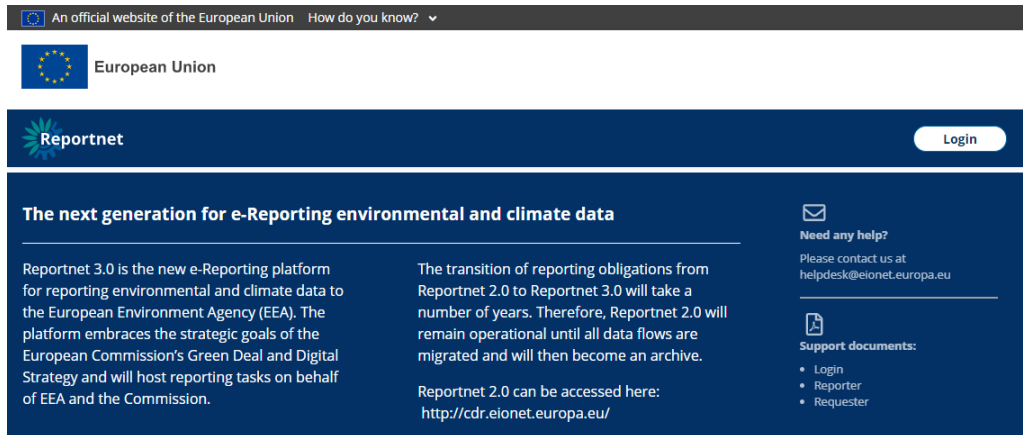 An official website of the European Union How do you know?
European Union
Reportnet
Login
The next generation for e-Reporting environmental and climate data
Reportnet 3.0 is the new e-Reporting platform
for reporting environmental and climate data to
the European Environment Agency (EEA). The
platform embraces the strategic goals of the
European Commission's Green Deal and Digital
Strategy and will host reporting tasks on behalf
of EEA and the Commission.
The transition of reporting obligations from
Reportnet 2.0 to Reportnet 3.0 will take a
number of years. Therefore, Reportnet 2.0 will
remain operational until all data flows are
migrated and will then become an archive.
Reportnet 2.0 can be accessed here:
http://cdr.eionet.europa.eu/
Need any help?
Please contact us at
helpdesk@eionet.europa.eu
Support documents:
• Login
• Reporter
• Requester